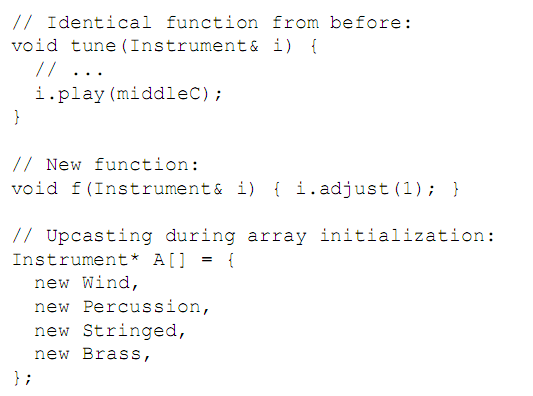 // Identical function from before:
void tune(Instrument& i) {
  // ...
  i.play(middleC);
}

// New function:
void f(Instrument& i) { i.adjust(1); }

// Upcasting during array initialization:
Instrument* A[] = {
  new Wind,
  new Percussion,
  new Stringed,
  new Brass,
};